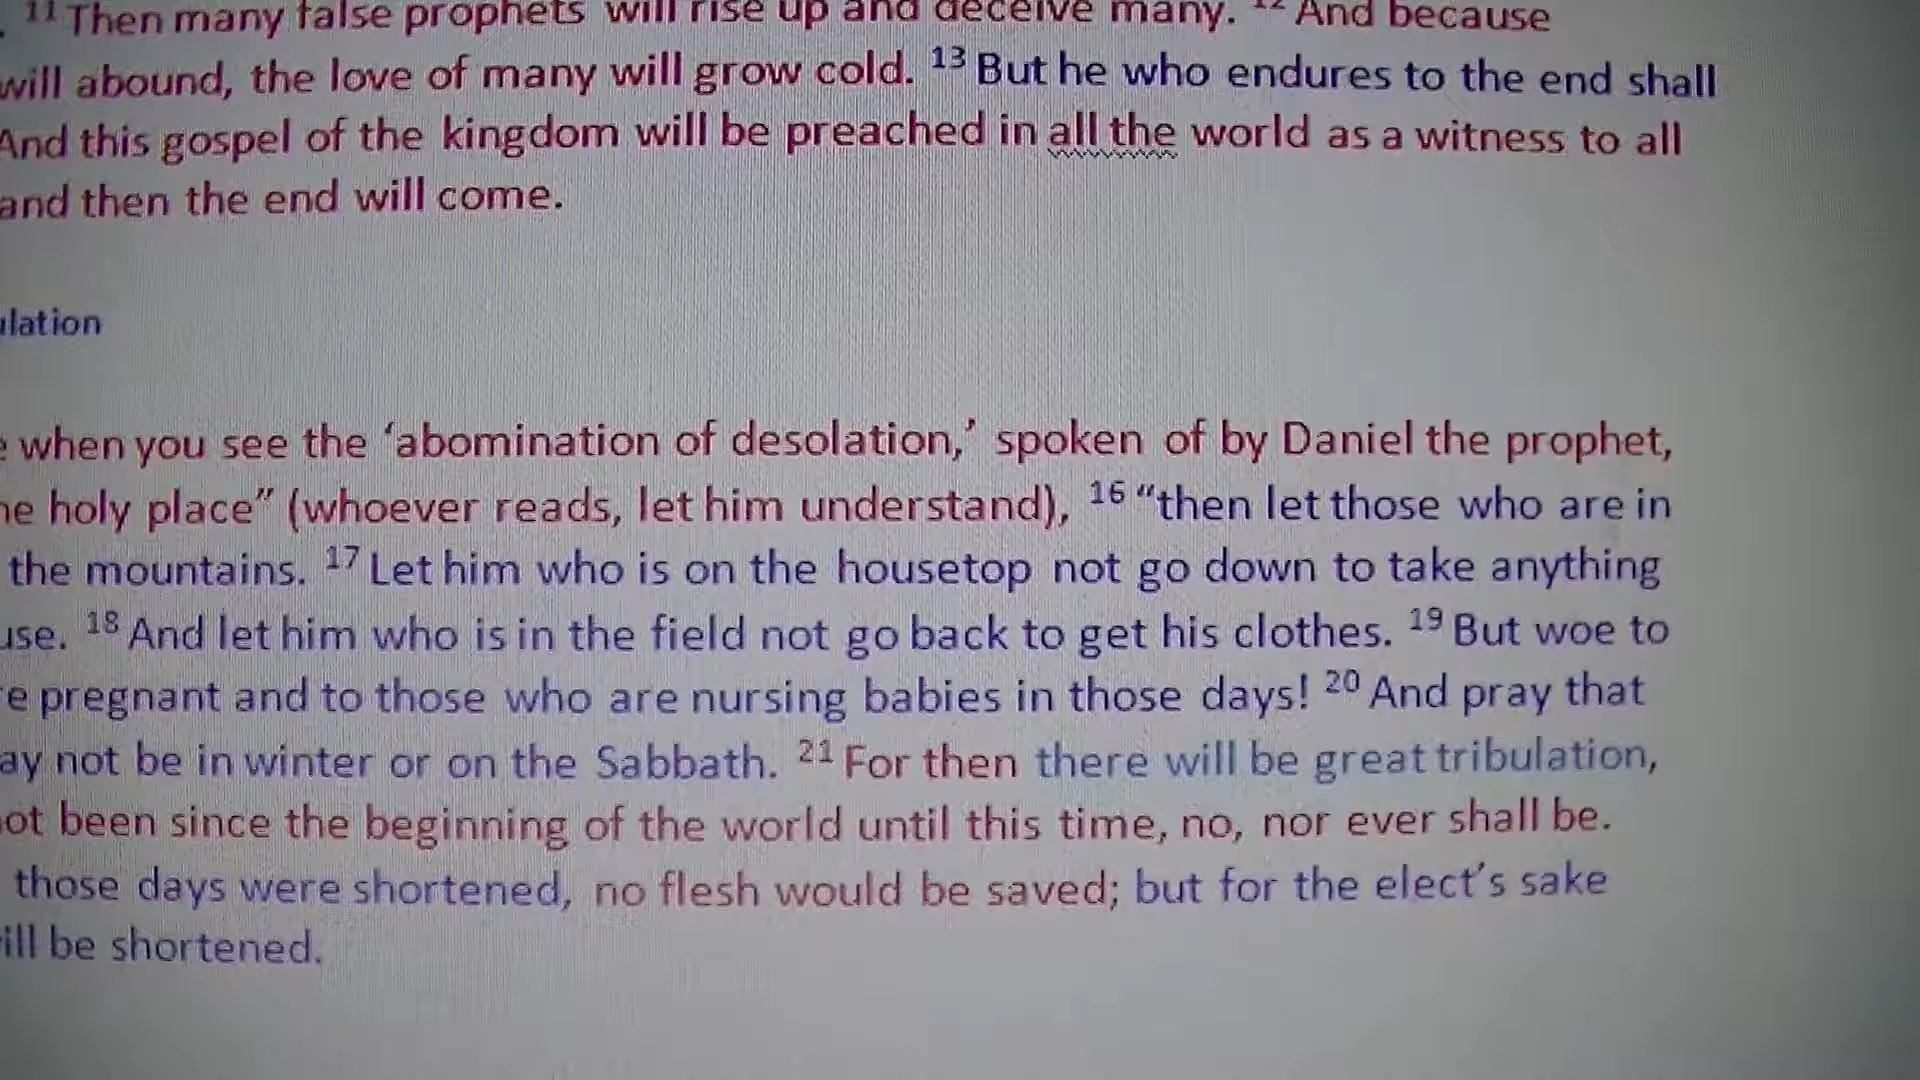 11 Then many false prophets will rise up and deceive many. 12 And because
will abound, the love of many will grow cold. 13 But he who endures to the end shall
And this gospel of the kingdom will be preached in all the world as a witness to all
and then the end will come.
ulation
e when you see the ‘abomination of desolation,’ spoken of by Daniel the prophet,
he holy place” (whoever reads, let him understand), 16 “then let those who are in
the mountains. 17 Let him who is on the housetop not go down to take anything
use. 18 And let him who is in the field not go back to get his clothes. 19 But woe to
e pregnant and to those who are nursing babies in those days! 20 And pray that
ay not be in winter or on the Sabbath. 21 For then there will be great tribulation,
ot been since the beginning of the world until this time, no, nor ever shall be.
those days were shortened, no flesh would be saved; but for the elect’s sake
ill be shortened.